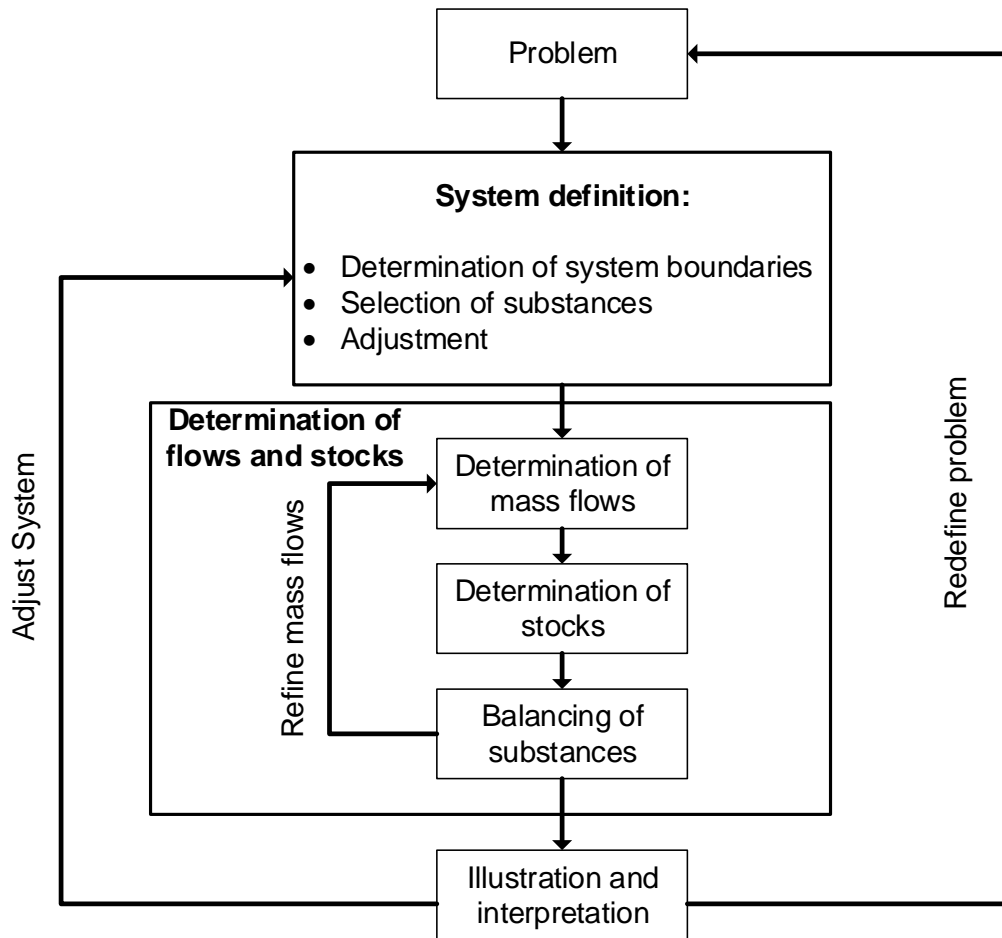 Problem
System definition:
• Determination of system boundaries
• Selection of substances
• Adjustment
Determination of
flows and stocks
Determination of
mass flows
Determination of
stocks
Balancing of
substances
Refine mass flows
Illustration and
interpretation
Adjust System
Redefine problem